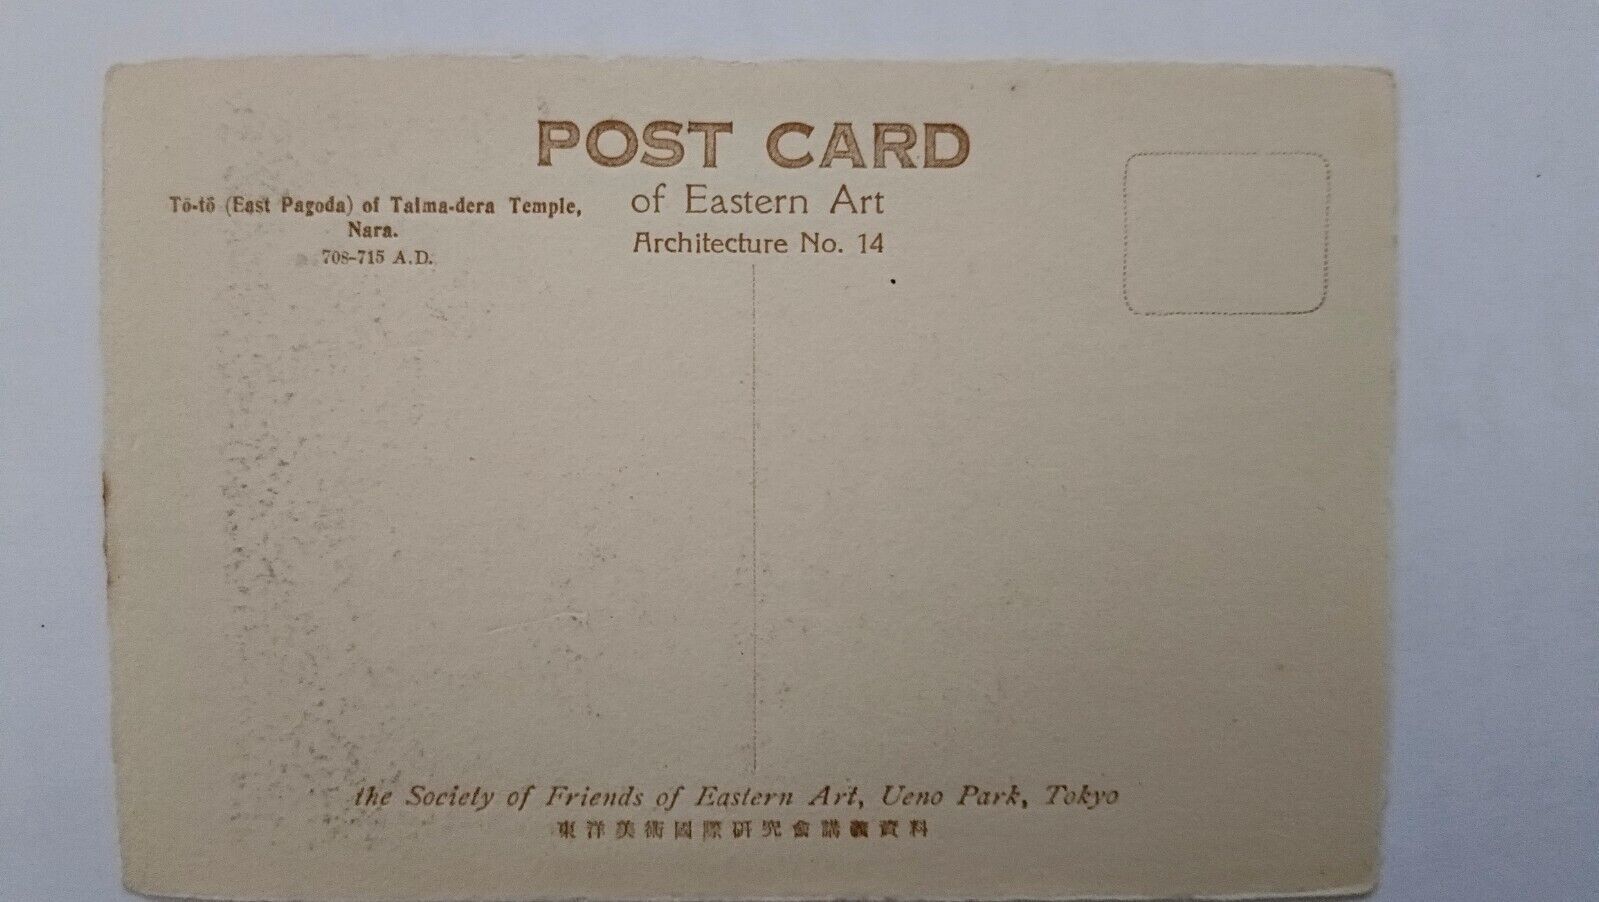 POST CARD
of Eastern Art
Architecture No. 14
Tō-tō (East Pagoda) of Taima-dera Temple,
Nara.
708-715 A.D.
the Society of Friends of Eastern Art, Ueno Park, Tokyo
東洋美術國際研究會講義資料